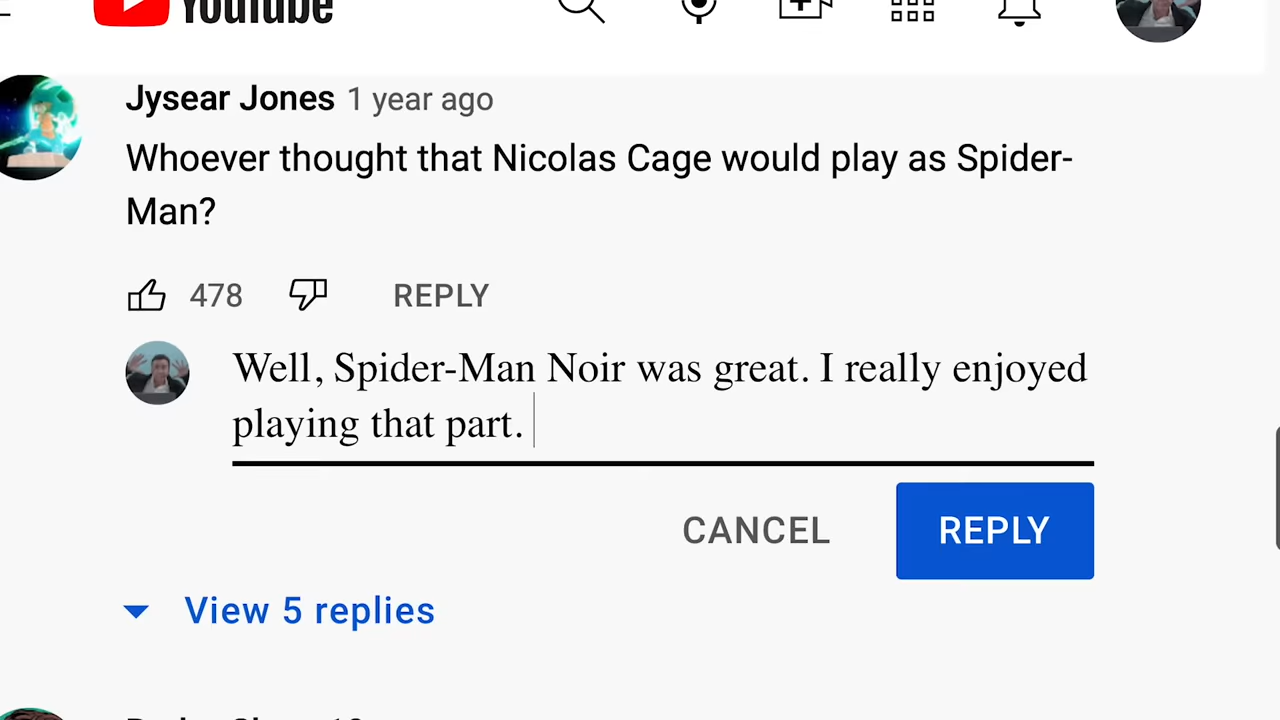 YouTube
Jysear Jones 1 year ago
Whoever thought that Nicolas Cage would play as Spider-
Man?
478 REPLY
Well, Spider-Man Noir was great. I really enjoyed
playing that part.
CANCEL REPLY
View 5 replies